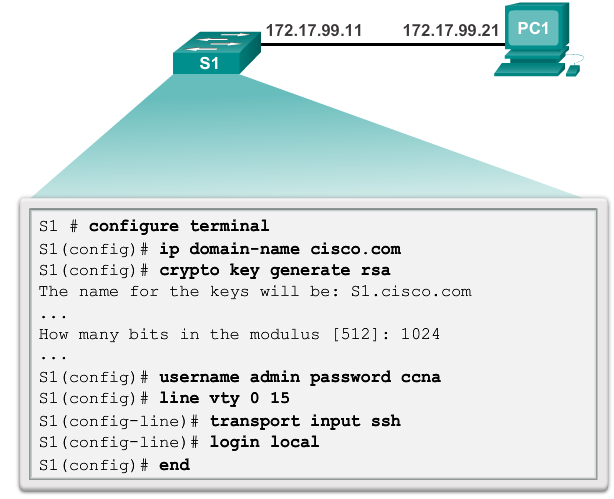 172.17.99.11 172.17.99.21 PC1
S1
S1 # configure terminal
S1(config)# ip domain-name cisco.com
S1(config)# crypto key generate rsa
The name for the keys will be: S1.cisco.com
...
How many bits in the modulus [512]: 1024
...
S1(config)# username admin password ccna
S1(config)# line vty 0 15
S1(config-line)# transport input ssh
S1(config-line)# login local
S1(config)# end